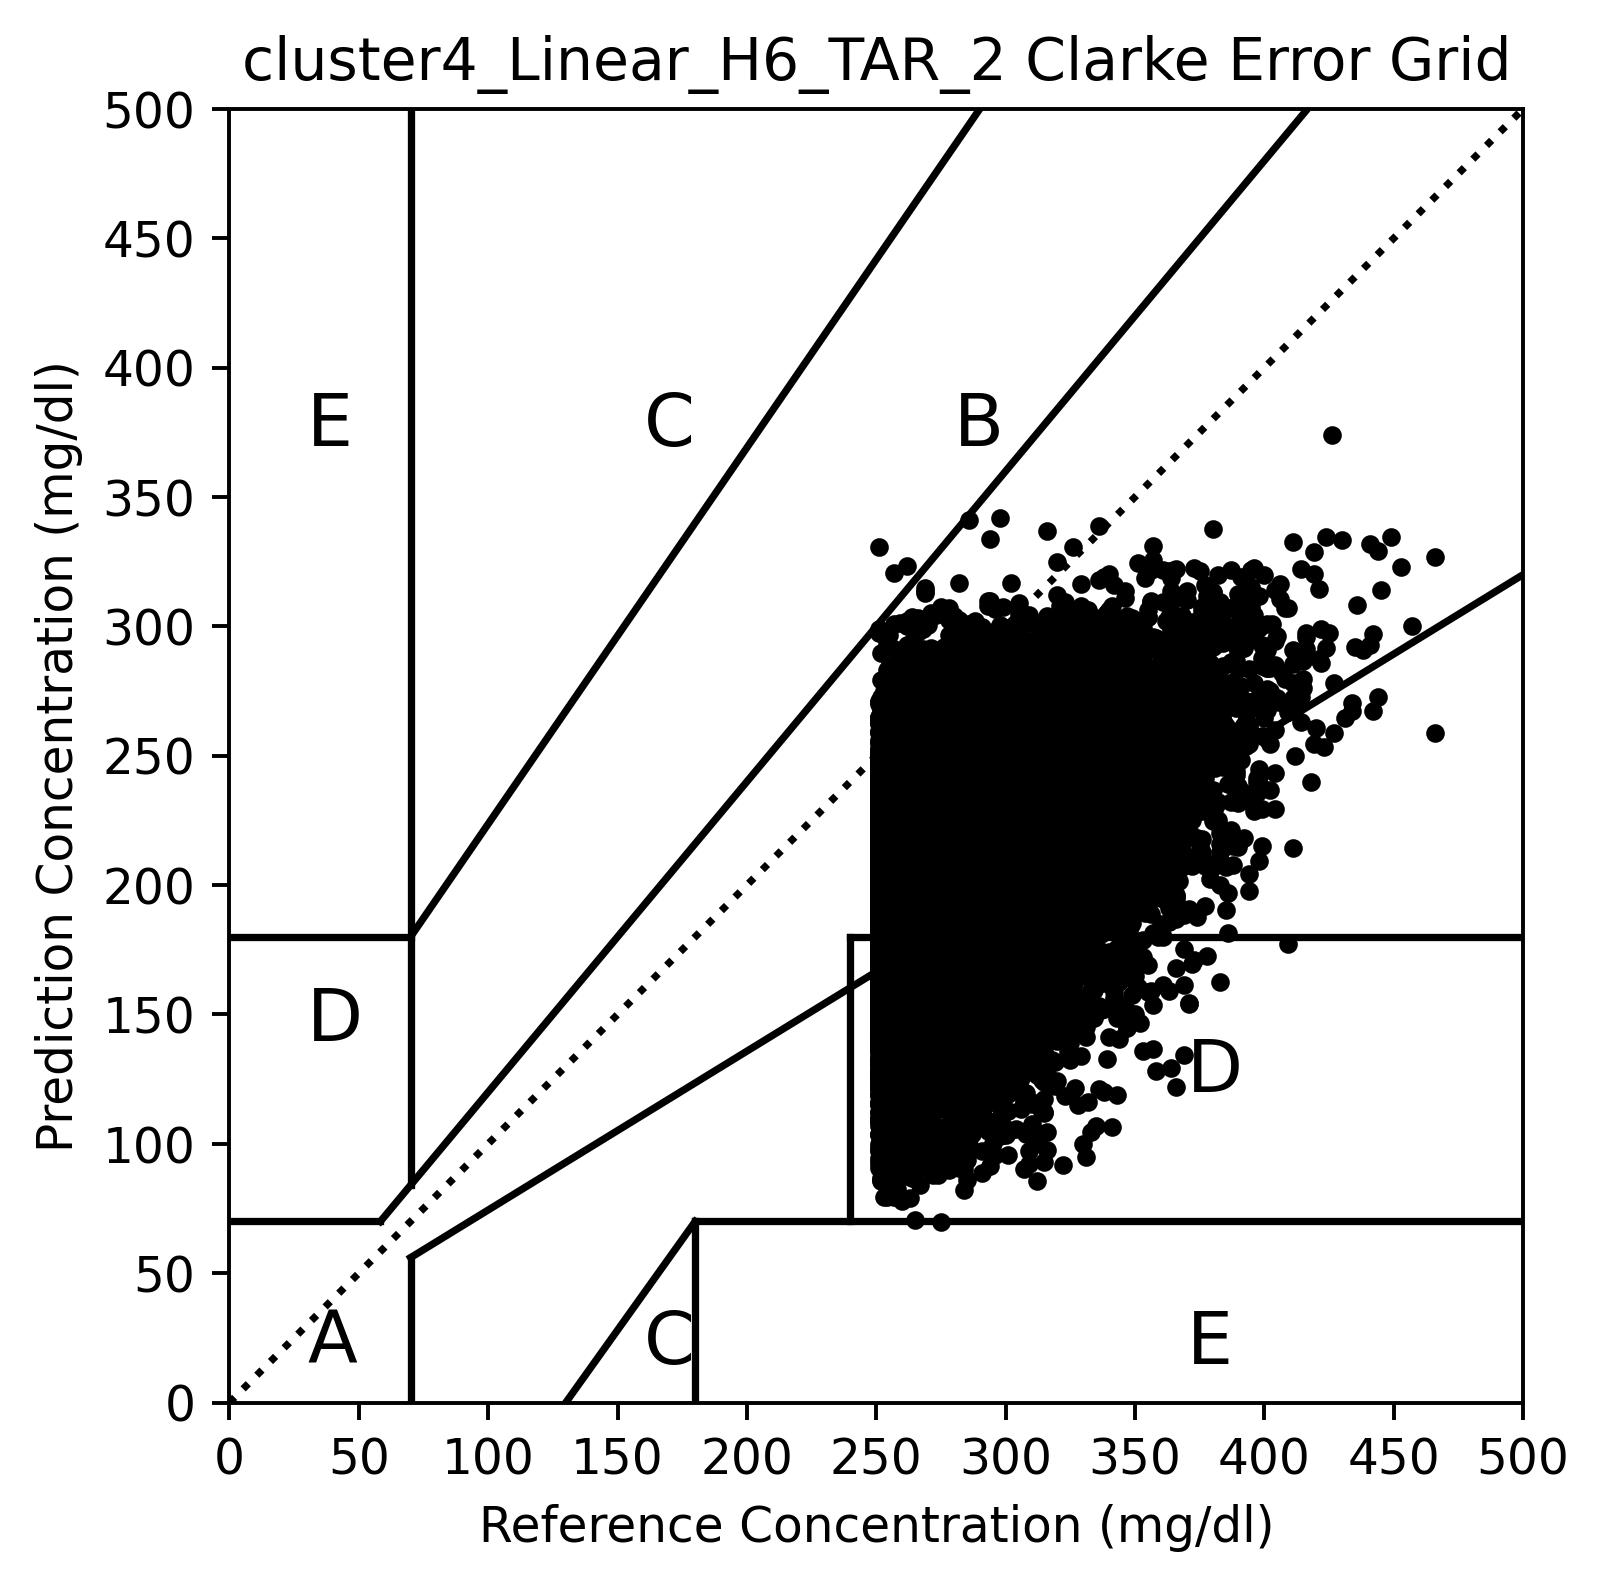 cluster4_Linear_H6_TAR_2 Clarke Error Grid
500
450
400
350
300
250
200
150
100
50
0
Prediction Concentration (mg/dl)
E
C
B
D
D
A
C
E
0 50 100 150 200 250 300 350 400 450 500
Reference Concentration (mg/dl)